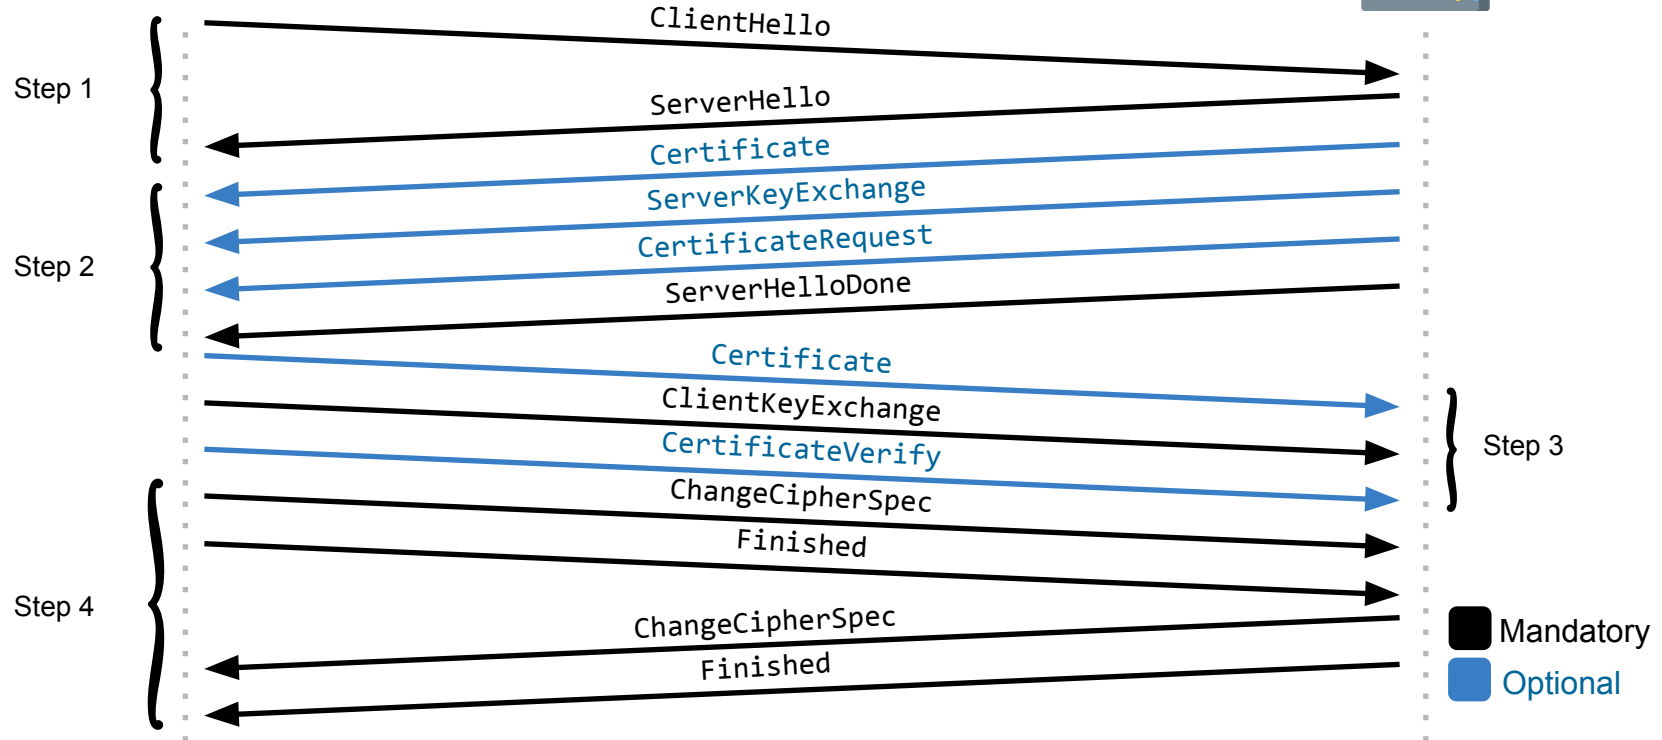 ClientHello
Step 1
ServerHello
Certificate
ServerKeyExchange
CertificateRequest
Step 2
ServerHelloDone
Certificate
ClientKeyExchange
CertificateVerify
Step 3
ChangeCipherSpec
Finished
Step 4
ChangeCipherSpec
Finished
Mandatory
Optional